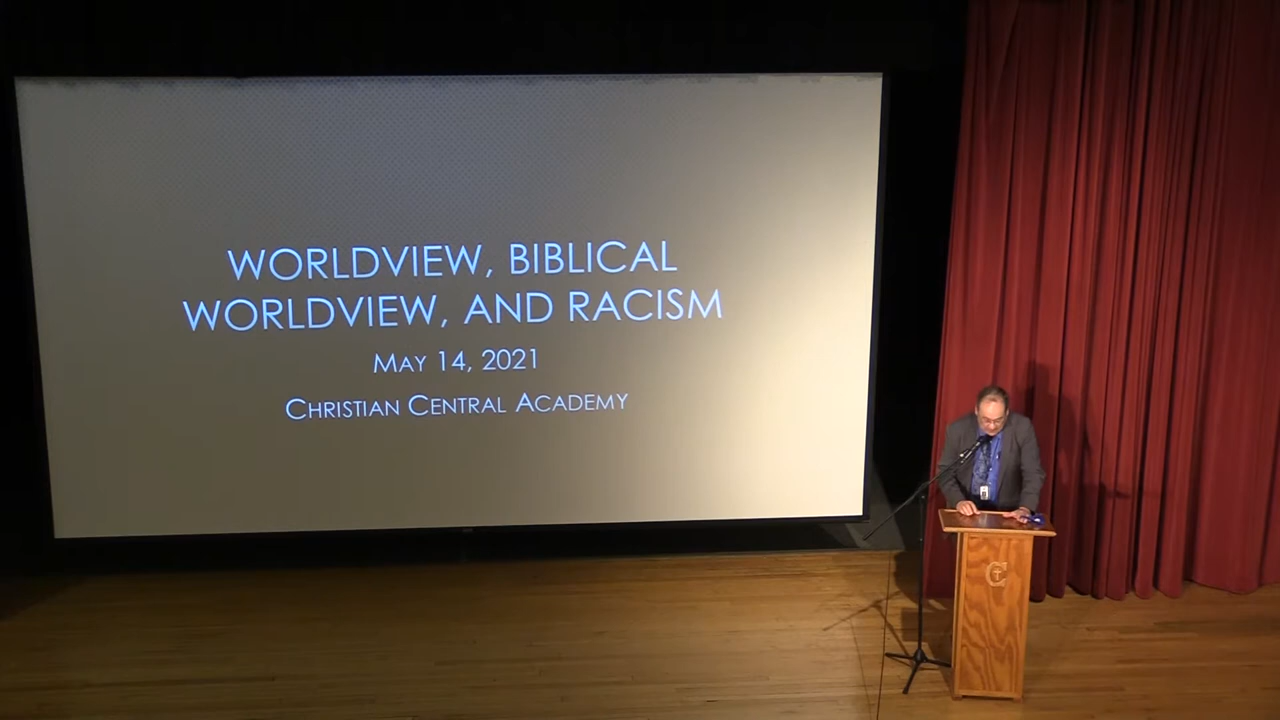 WORLDVIEW, BIBLICAL
WORLDVIEW, AND RACISM
MAY 14, 2021
CHRISTIAN CENTRAL ACADEMY
C